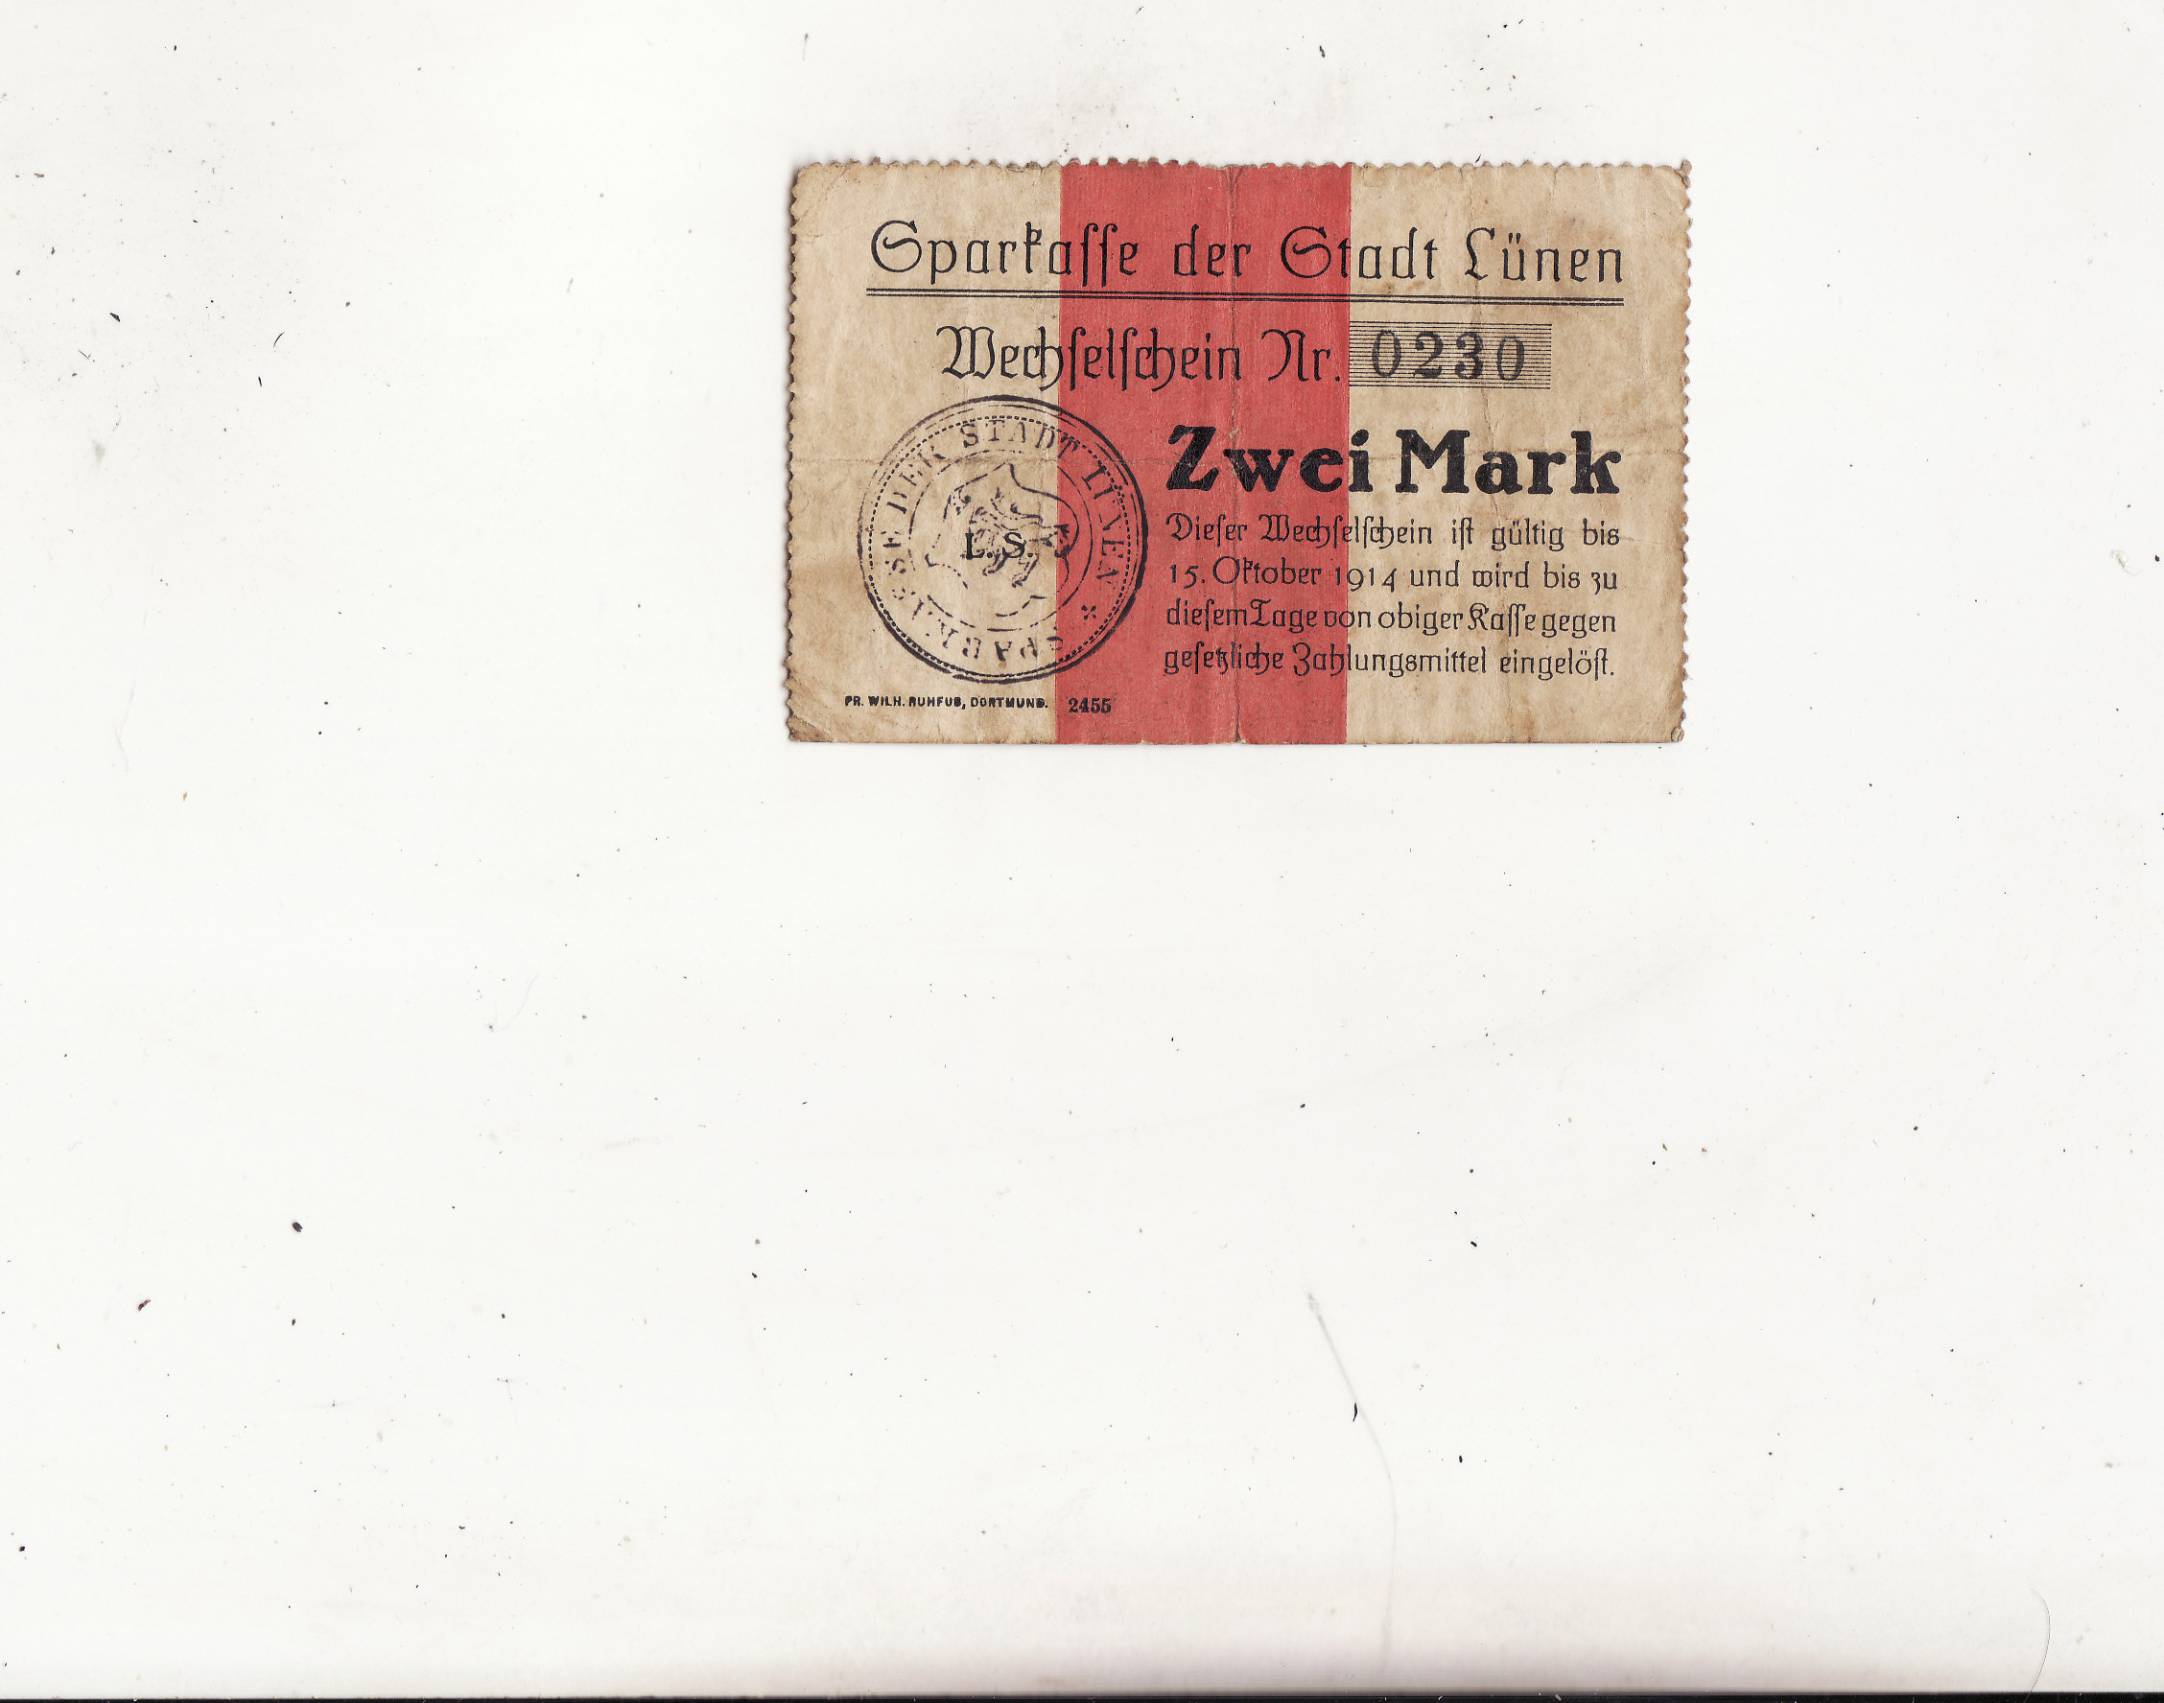 Sparkasse der Stadt Lünen
Wechselschein Nr. 0230
Zwei Mark
Dieser Wechselschein ist gültig bis
15. Oktober 1914 und wird bis zu
diesem Tage von obiger Kasse gegen
gesetzliche Zahlungsmittel eingelöst.
SPARKASSE DER STADT LÜNEN *
L. S.
FR. WILH. RUHFUS, DORTMUND. 2455